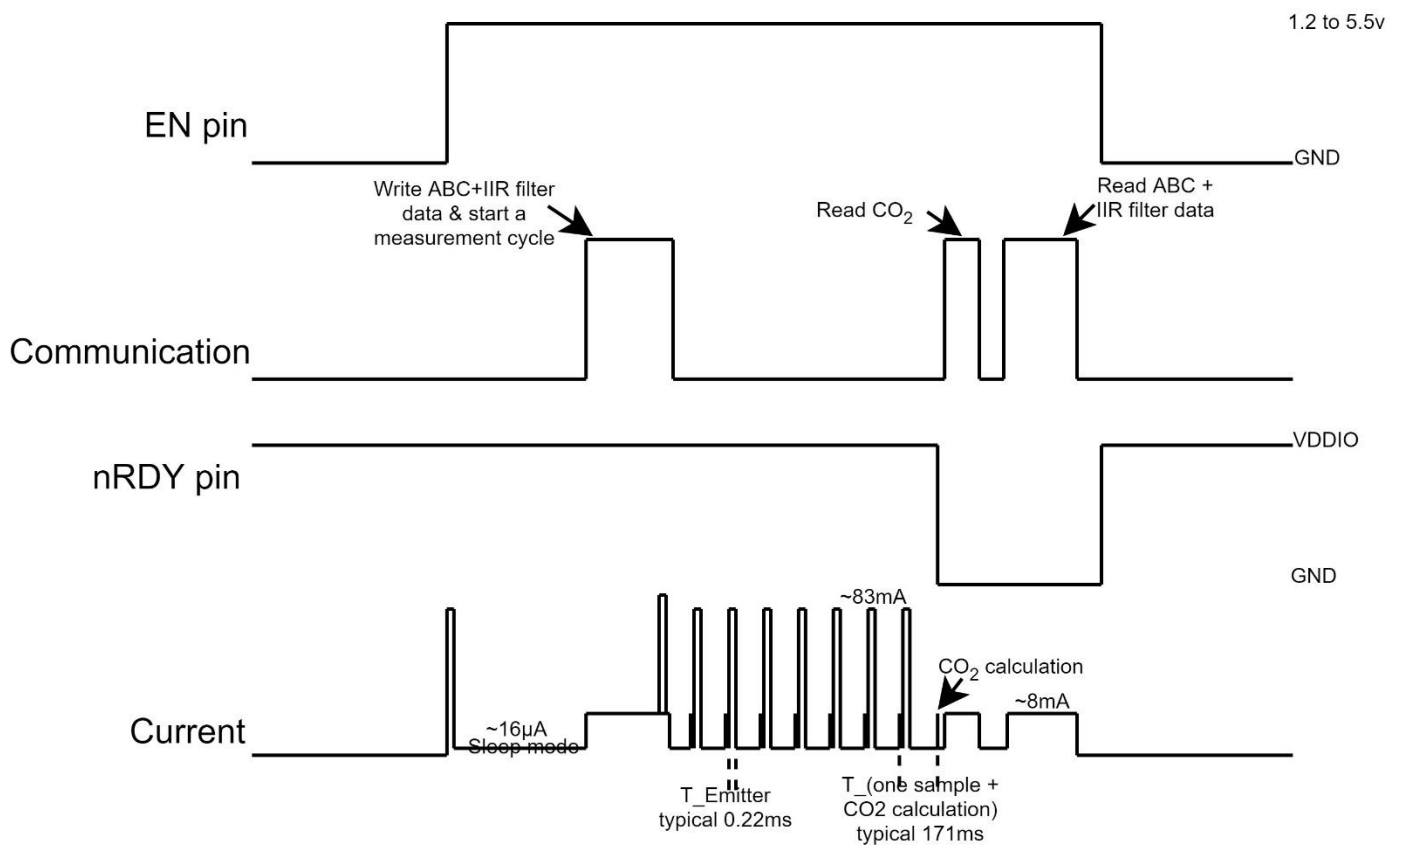 1.2 to 5.5v
EN pin
GND
Write ABC+IIR filter
data & start a
measurement cycle
Read CO2
Read ABC +
IIR filter data
Communication
VDDIO
nRDY pin
GND
~83mA
CO2 calculation
~8mA
~16µA
Sleep mode
Current
T_Emitter
typical 0.22ms
T_(one sample +
CO2 calculation)
typical 171ms